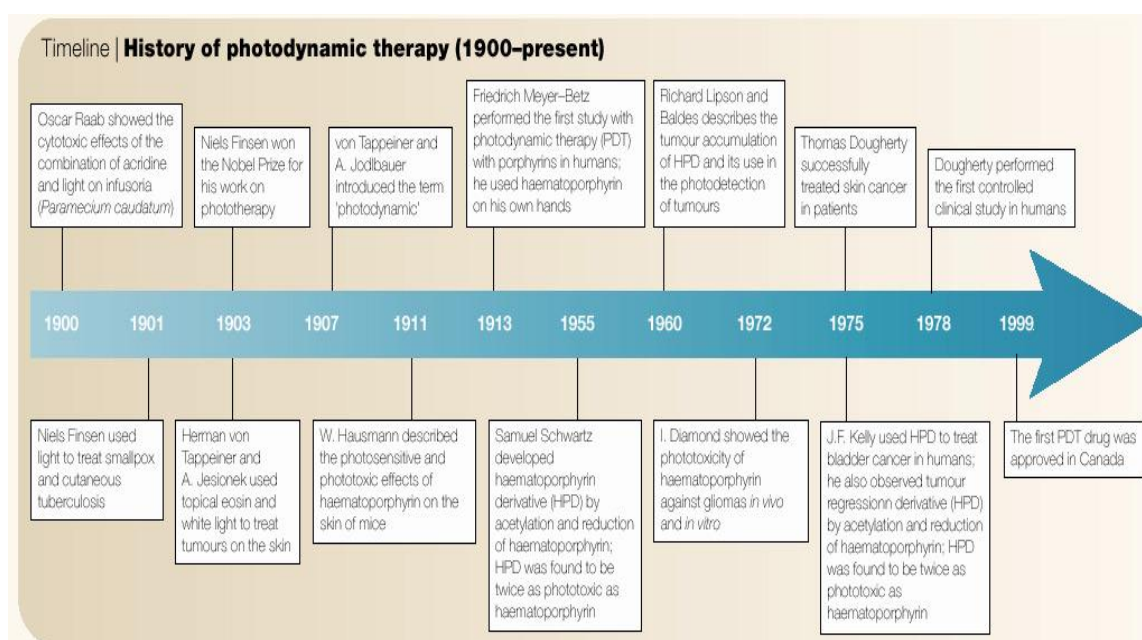 Timeline | History of photodynamic therapy (1900–present)
Oscar Raab showed the
cytotoxic effects of the
combination of acridine
and light on infusoria
(Paramecium caudatum)
Niels Finsen won
the Nobel Prize for
his work on
phototherapy
von Tappeiner and
A. Jodlbauer
introduced the term
'photodynamic'
Friedrich Meyer–Betz
performed the first study with
photodynamic therapy (PDT)
with porphyrins in humans;
he used haematoporphyrin
on his own hands
Richard Lipson and
Baldes describes the
tumour accumulation
of HPD and its use in
the photodetection
of tumours
Thomas Dougherty
successfully
treated skin cancer
in patients
Dougherty performed
the first controlled
clinical study in humans
1900 1901 1903 1907 1911 1913 1955 1960 1972 1975 1978 1999
Niels Finsen used
light to treat smallpox
and cutaneous
tuberculosis
Herman von
Tappeiner and
A. Jesionek used
topical eosin and
white light to treat
tumours on the skin
W. Hausmann described
the photosensitive and
phototoxic effects of
haematoporphyrin on the
skin of mice
Samuel Schwartz
developed
haematoporphyrin
derivative (HPD) by
acetylation and reduction
of haematoporphyrin;
HPD was found to be
twice as phototoxic as
haematoporphyrin
I. Diamond showed the
phototoxicity of
haematoporphyrin
against gliomas in vivo
and in vitro
J.F. Kelly used HPD to treat
bladder cancer in humans;
he also observed tumour
regressionn derivative (HPD)
by acetylation and reduction
of haematoporphyrin; HPD
was found to be twice as
phototoxic as
haematoporphyrin
The first PDT drug was
approved in Canada